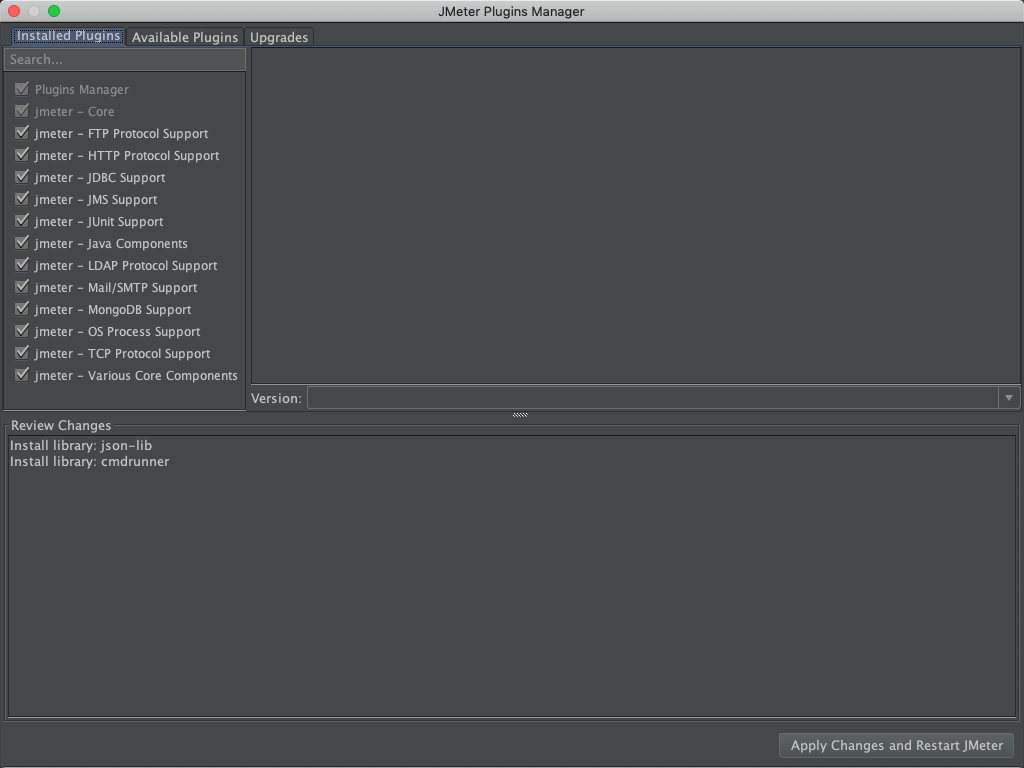 JMeter Plugins Manager
Installed Plugins Available Plugins Upgrades
Search...
Plugins Manager
jmeter - Core
jmeter - FTP Protocol Support
jmeter - HTTP Protocol Support
jmeter - JDBC Support
jmeter - JMS Support
jmeter - JUnit Support
jmeter - Java Components
jmeter - LDAP Protocol Support
jmeter - Mail/SMTP Support
jmeter - MongoDB Support
jmeter - OS Process Support
jmeter - TCP Protocol Support
jmeter - Various Core Components
Version:
Review Changes
Install library: json-lib
Install library: cmdrunner
Apply Changes and Restart JMeter